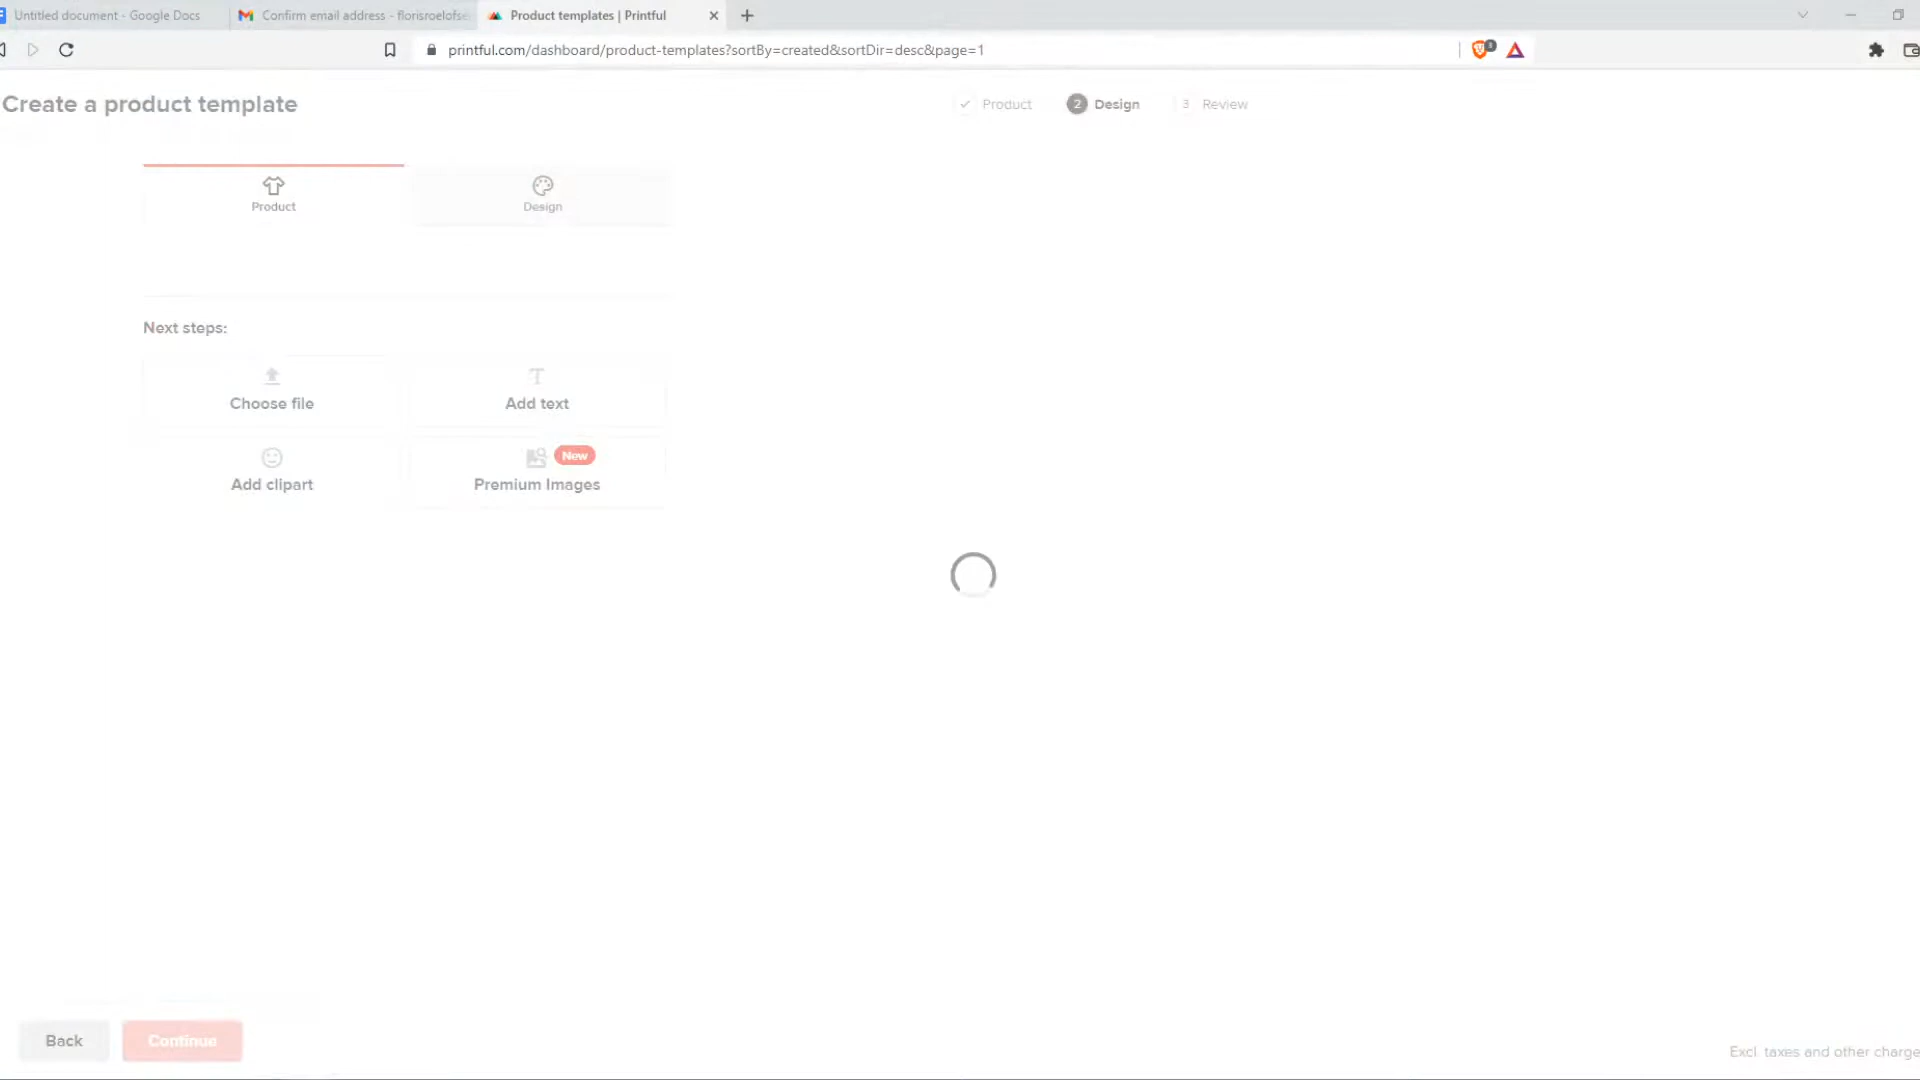 Untitled document - Google Docs
Confirm email address - florisroelofse
Product templates | Printful
printful.com/dashboard/product-templates?sortBy=created&sortDir=desc&page=1
Create a product template
Product
2 Design
3 Review
Product
Design
Next steps:
Choose file
Add text
Add clipart
New
Premium Images
Back
Continue
Excl. taxes and other charge